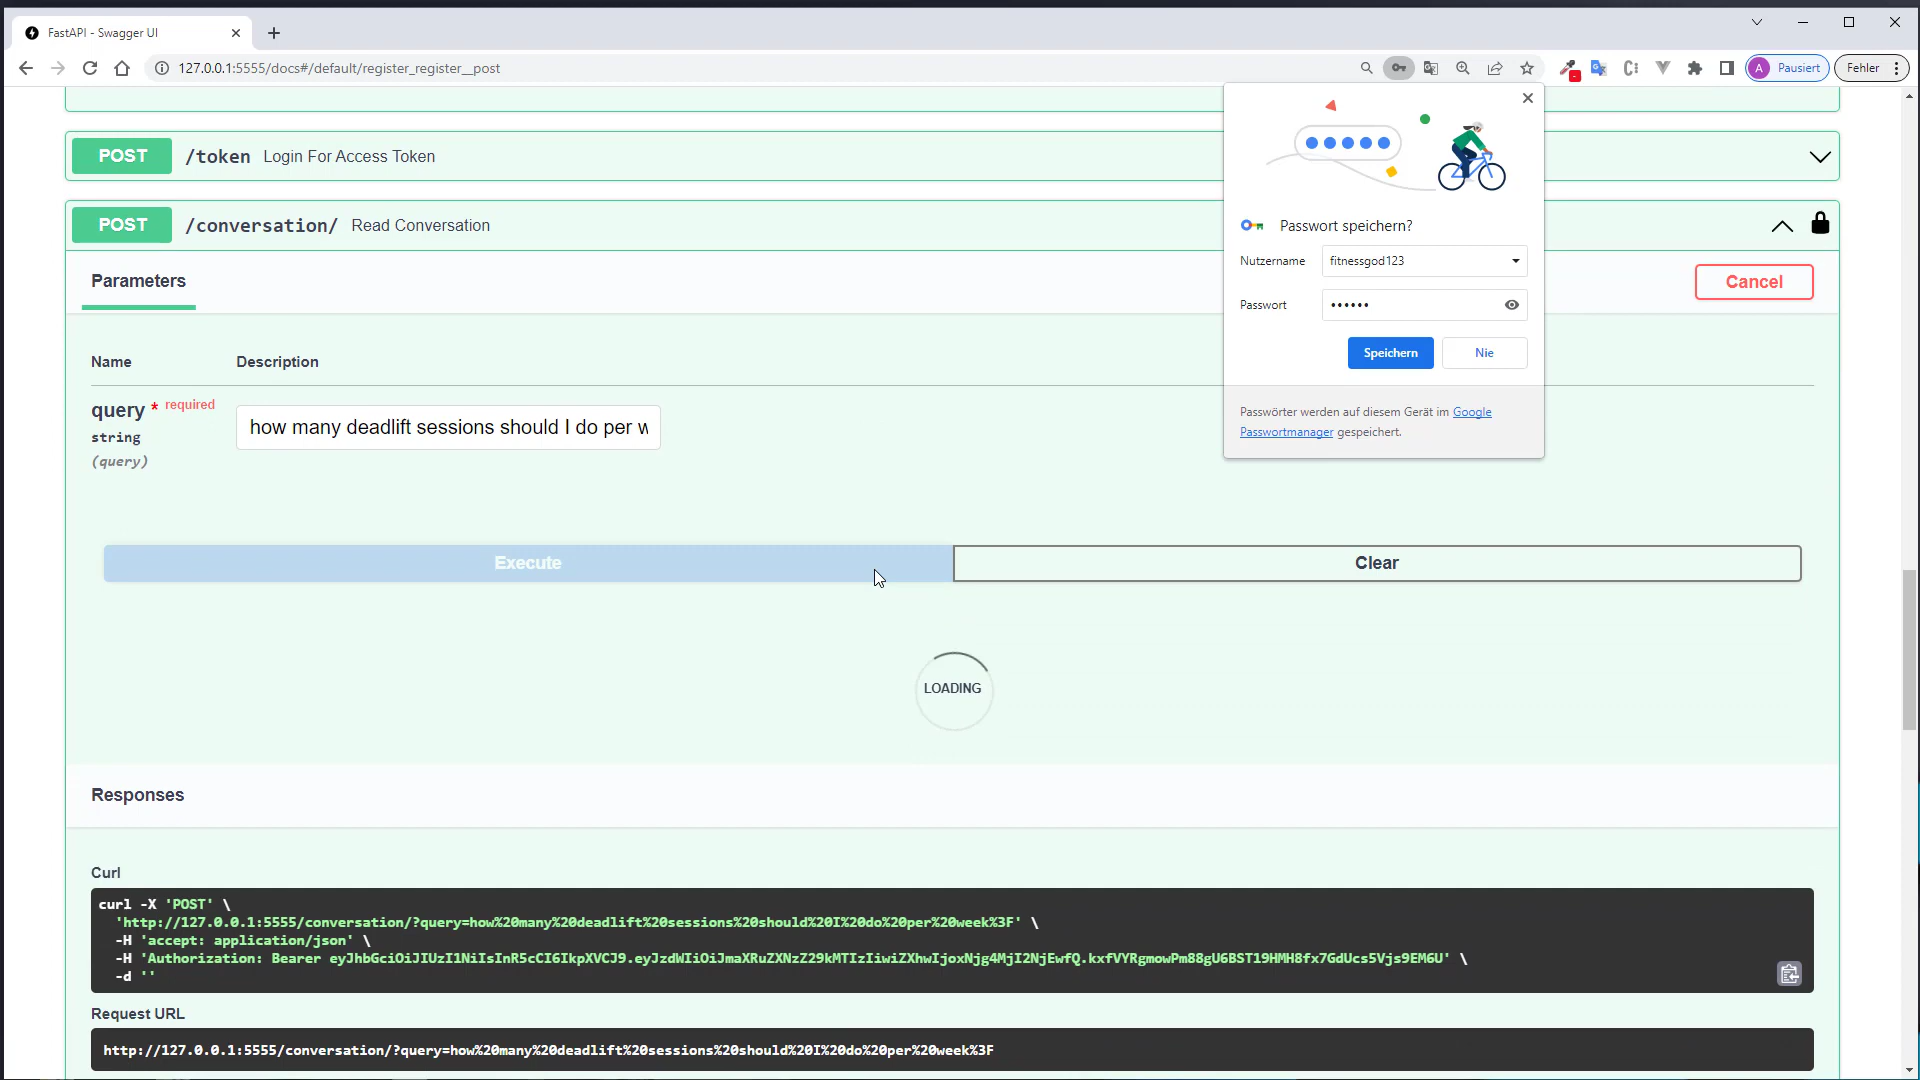 FastAPI - Swagger UI
127.0.0.1:5555/docs#/default/register_register__post
A Pausiert
Fehler
POST /token Login For Access Token
POST /conversation/ Read Conversation
Passwort speichern?
Nutzername fitnessgod123
Passwort ••••••
Speichern Nie
Passwörter werden auf diesem Gerät im Google
Passwortmanager gespeichert.
Parameters
Cancel
Name Description
query * required
string
(query)
how many deadlift sessions should I do per w
Execute Clear
LOADING
Responses
Curl
curl -X 'POST' \
'http://127.0.0.1:5555/conversation/?query=how%20many%20deadlift%20sessions%20should%20I%20do%20per%20week%3F' \
-H 'accept: application/json' \
-H 'Authorization: Bearer eyJhbGciOiJIUzI1NiIsInR5cCI6IkpXVCJ9.eyJzdWIiOiJmaXRuZXNzZ29kMTIzIiwiZXhwIjoxNjg4MjI2NjEwfQ.kxfVYRgmowPm88gU6BST19HMH8fx7GdUcs5Vjs9EM6U' \
-d ''
Request URL
http://127.0.0.1:5555/conversation/?query=how%20many%20deadlift%20sessions%20should%20I%20do%20per%20week%3F